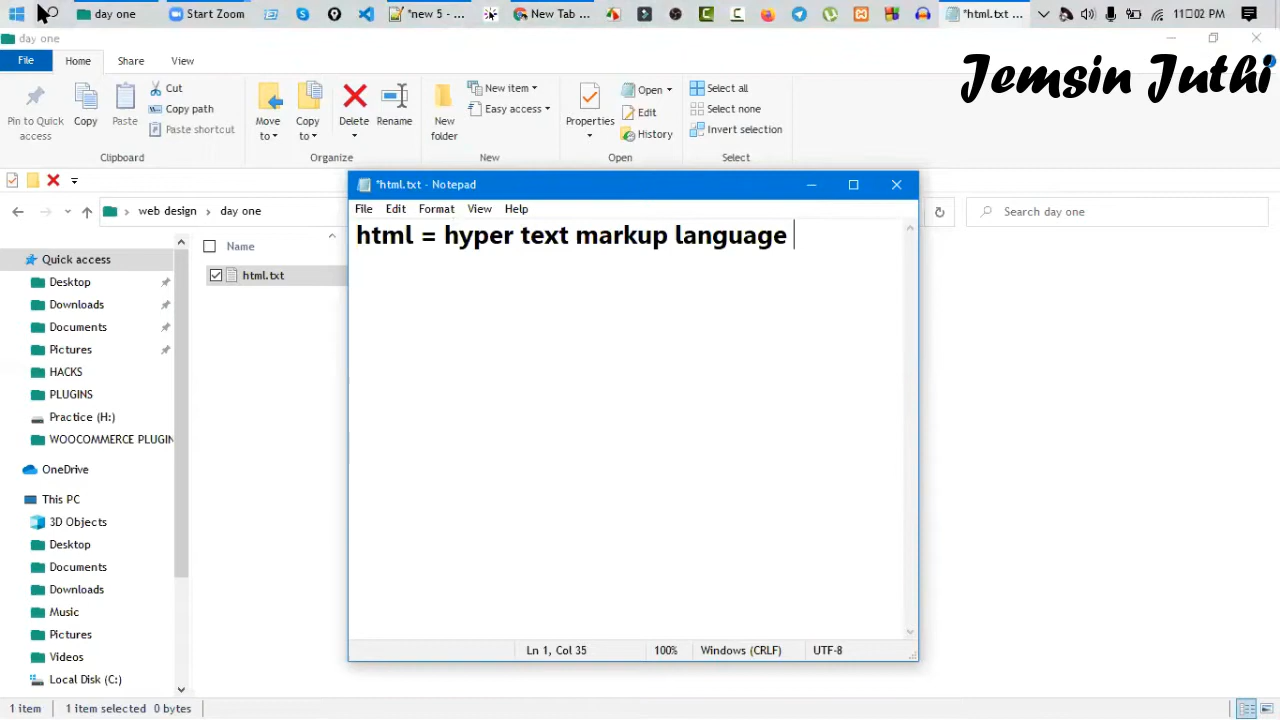 day one
Start Zoom
*new 5 - ...
New Tab ...
*html.txt ...
11:02 PM
day one
File
Home
Share
View
Jemsin Juthi
Pin to Quick access
Copy
Paste
Cut
Copy path
Paste shortcut
Clipboard
Move to
Copy to
Delete
Rename
Organize
New folder
New item
Easy access
New
Properties
Open
Edit
History
Open
Select all
Select none
Invert selection
Select
web design > day one
Search day one
Name
html.txt
Quick access
Desktop
Downloads
Documents
Pictures
HACKS
PLUGINS
Practice (H:)
WOOCOMMERCE PLUGIN
OneDrive
This PC
3D Objects
Desktop
Documents
Downloads
Music
Pictures
Videos
Local Disk (C:)
*html.txt - Notepad
File Edit Format View Help
html = hyper text markup language
Ln 1, Col 35
100%
Windows (CRLF)
UTF-8
1 item
1 item selected 0 bytes